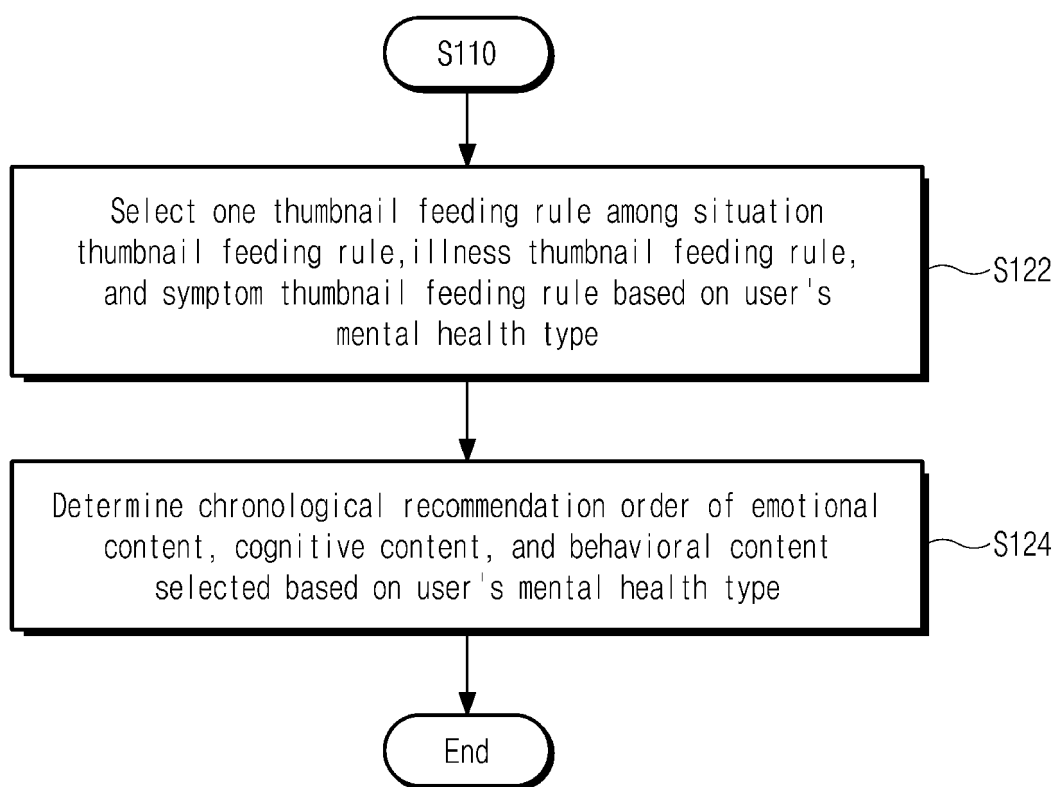 S110
Select one thumbnail feeding rule among situation
thumbnail feeding rule, illness thumbnail feeding rule,
and symptom thumbnail feeding rule based on user's
mental health type
S122
Determine chronological recommendation order of emotional
content, cognitive content, and behavioral content
selected based on user's mental health type
S124
End